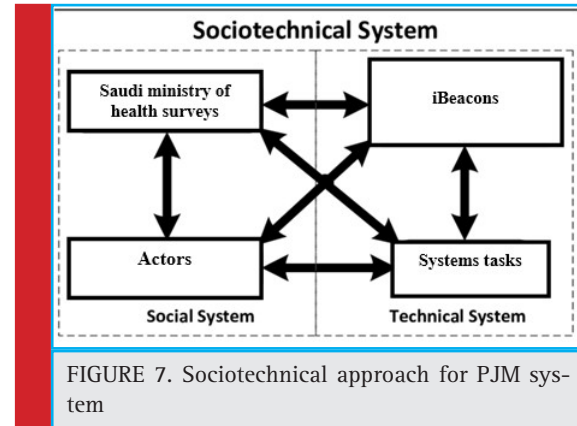 Sociotechnical System
Saudi ministry of
health surveys
iBeacons
Actors
Systems tasks
Social System
Technical System
FIGURE 7. Sociotechnical approach for PJM sys-
tem